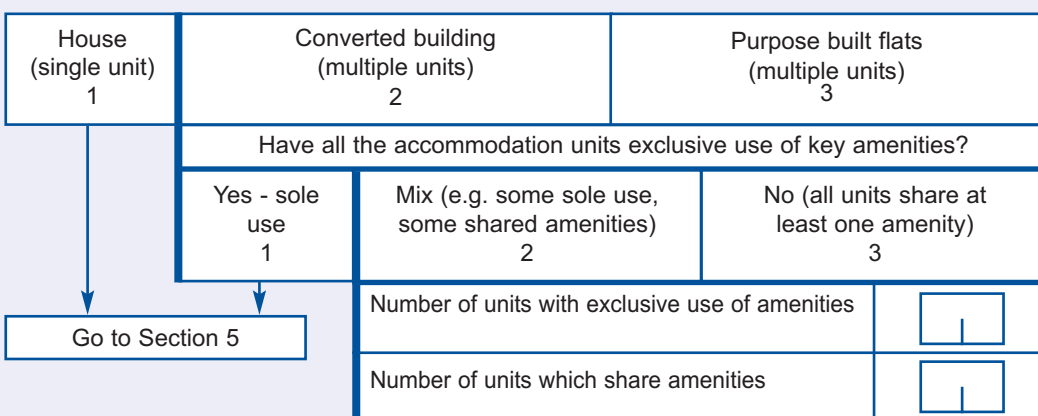 House
(single unit)
1
Converted building
(multiple units)
2
Purpose built flats
(multiple units)
3
Have all the accommodation units exclusive use of key amenities?
Yes - sole
use
1
Mix (e.g. some sole use,
some shared amenities)
2
No (all units share at
least one amenity)
3
Go to Section 5
Number of units with exclusive use of amenities
Number of units which share amenities